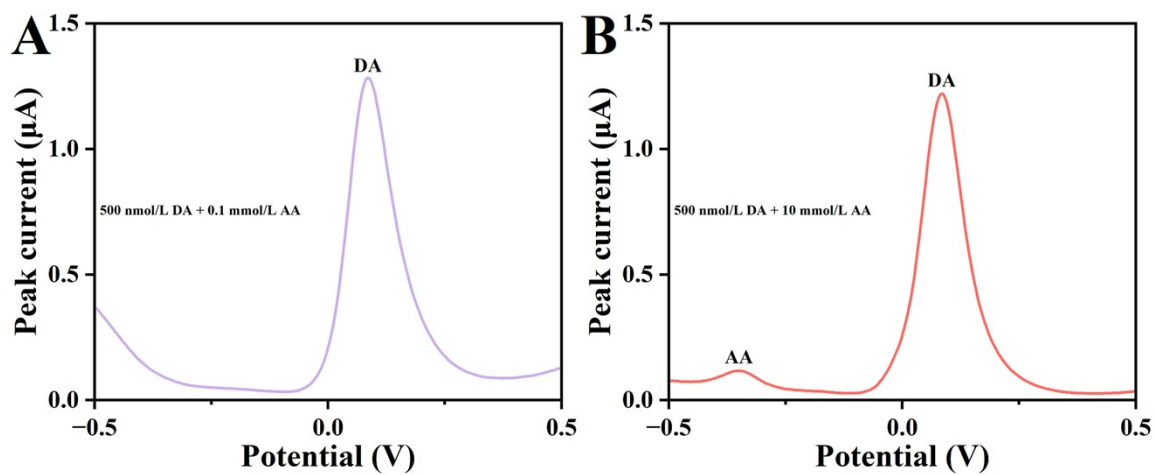 A
1.5
1.0
0.5
0.0
Peak current (μA)
DA
500 nmol/L DA + 0.1 mmol/L AA
−0.5
0.0
0.5
Potential (V)
B
1.5
1.0
0.5
0.0
Peak current (μA)
DA
500 nmol/L DA + 10 mmol/L AA
AA
−0.5
0.0
0.5
Potential (V)